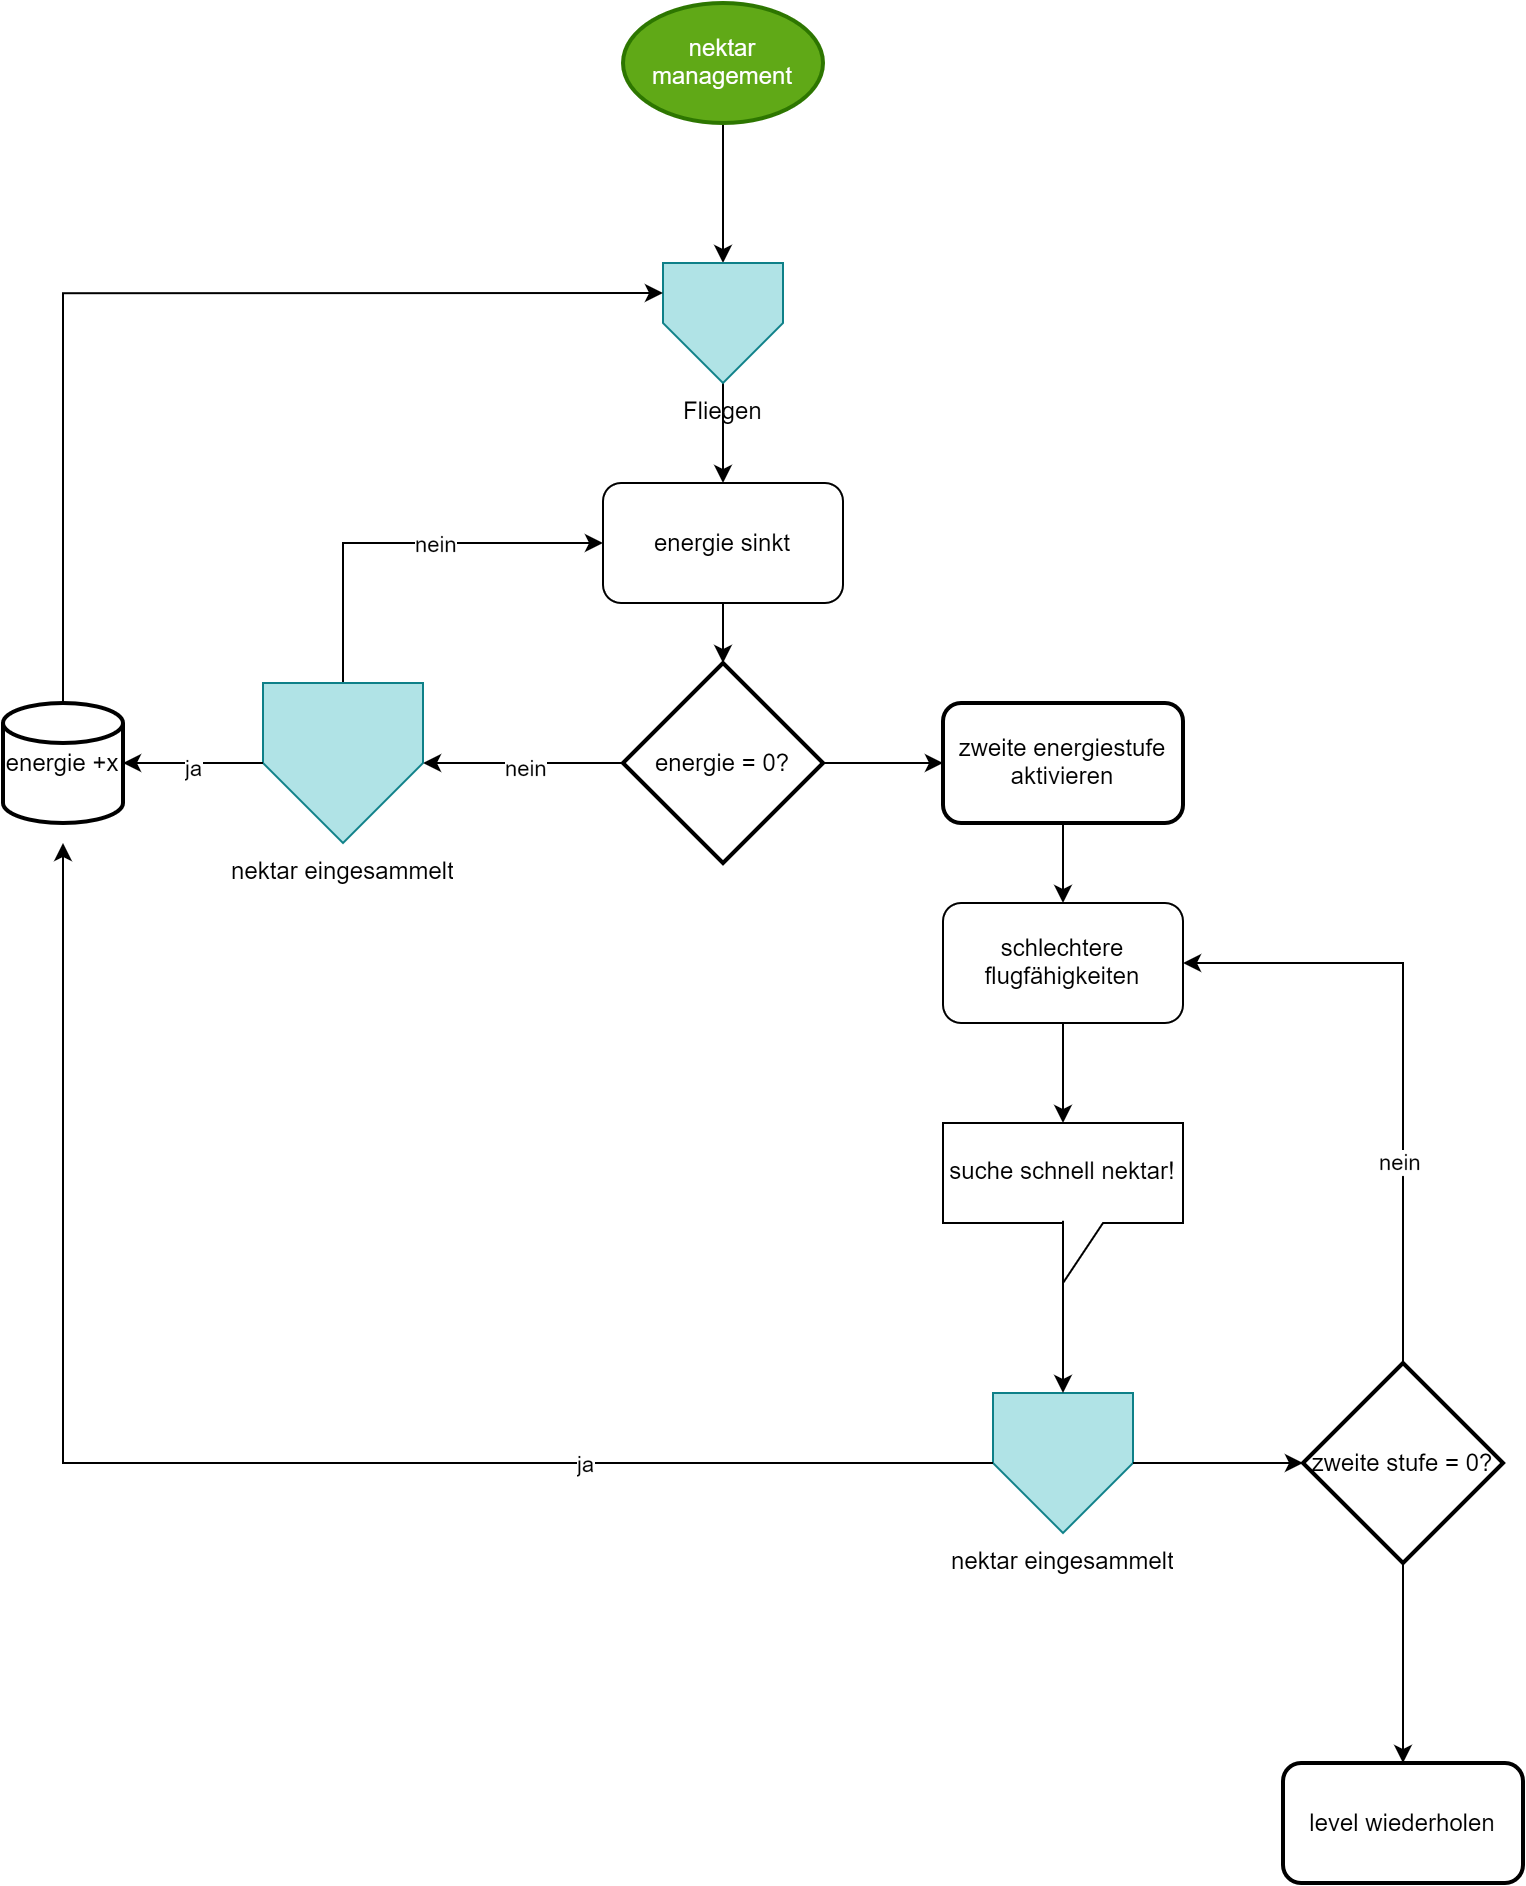 nektar
management
Fliegen
energie sinkt
nein
energie = 0?
nein
nektar eingesammelt
ja
energie +x
zweite energiestufe
aktivieren
schlechtere
flugfähigkeiten
suche schnell nektar!
nein
nektar eingesammelt
ja
zweite stufe = 0?
level wiederholen